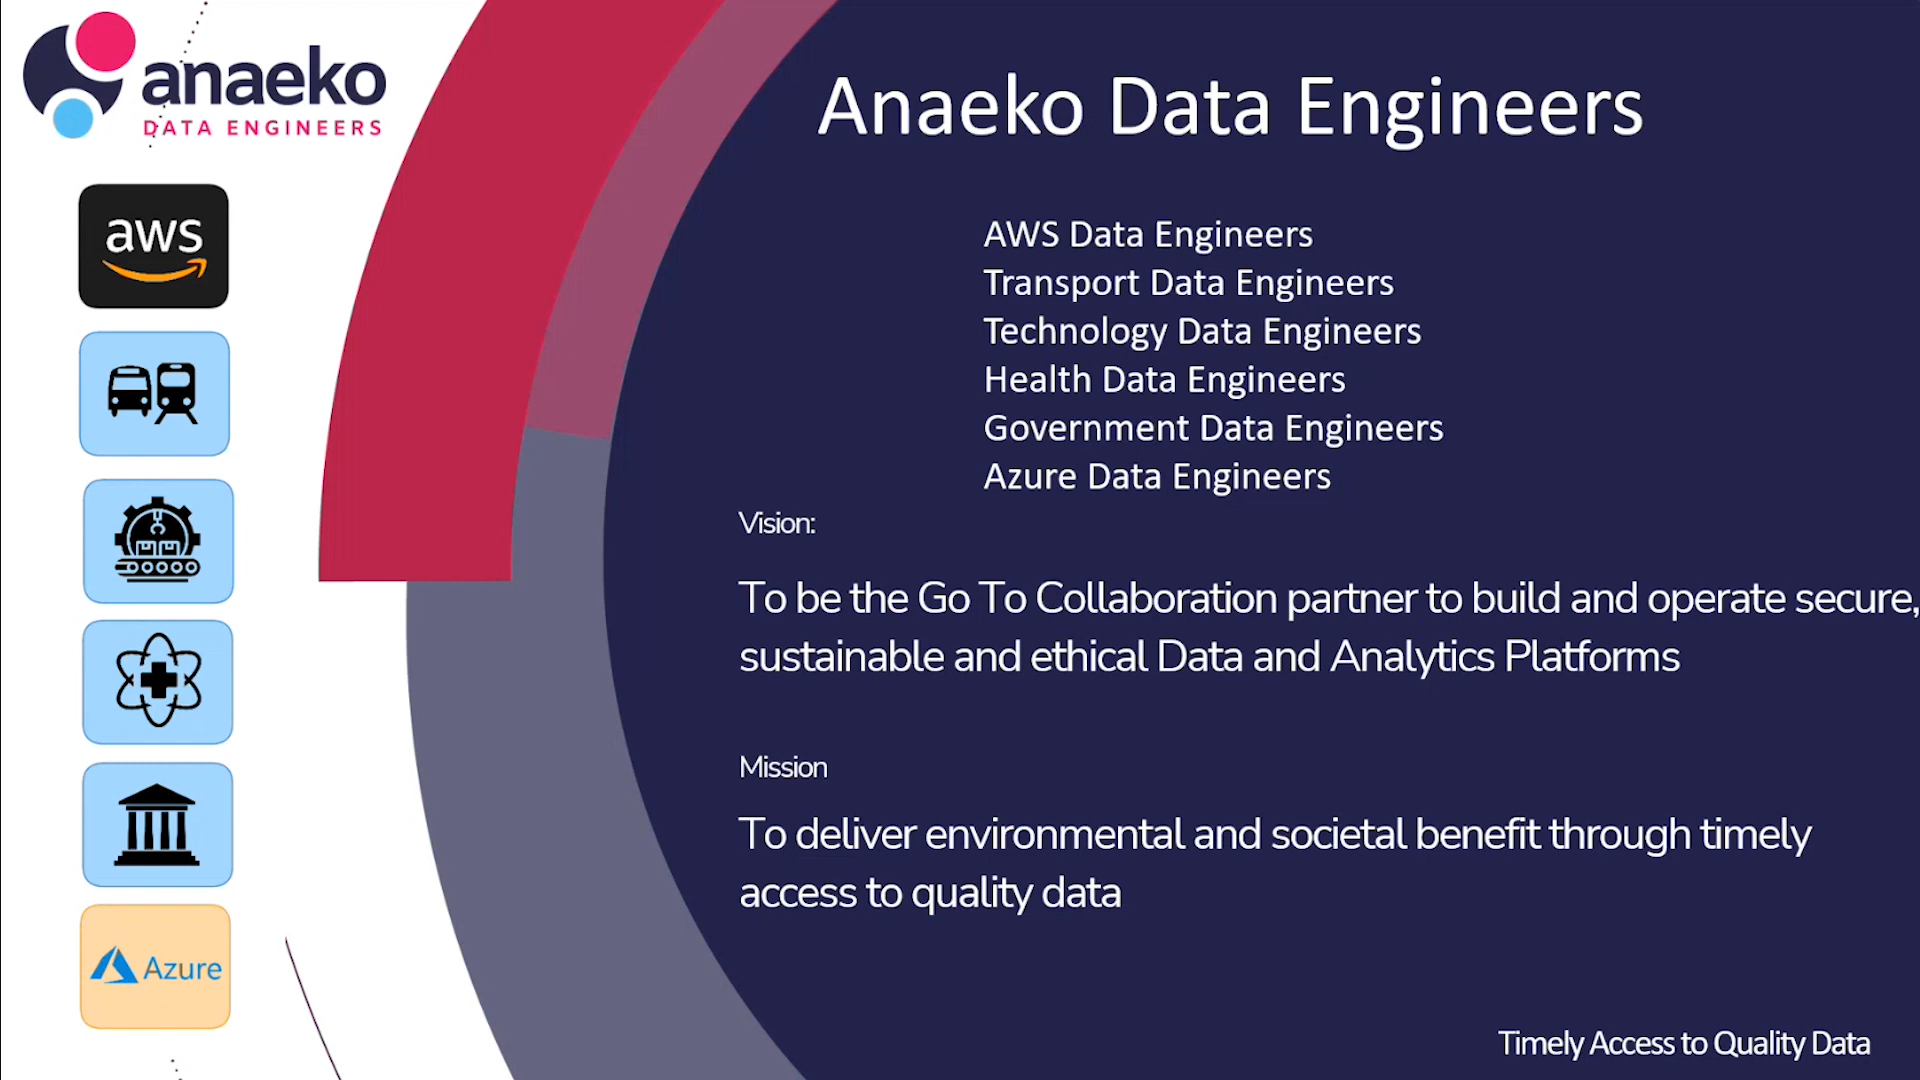 anaeko
DATA ENGINEERS
aws
Azure
Anaeko Data Engineers
AWS Data Engineers
Transport Data Engineers
Technology Data Engineers
Health Data Engineers
Government Data Engineers
Azure Data Engineers
Vision:
To be the Go To Collaboration partner to build and operate secure,
sustainable and ethical Data and Analytics Platforms
Mission
To deliver environmental and societal benefit through timely
access to quality data
Timely Access to Quality Data